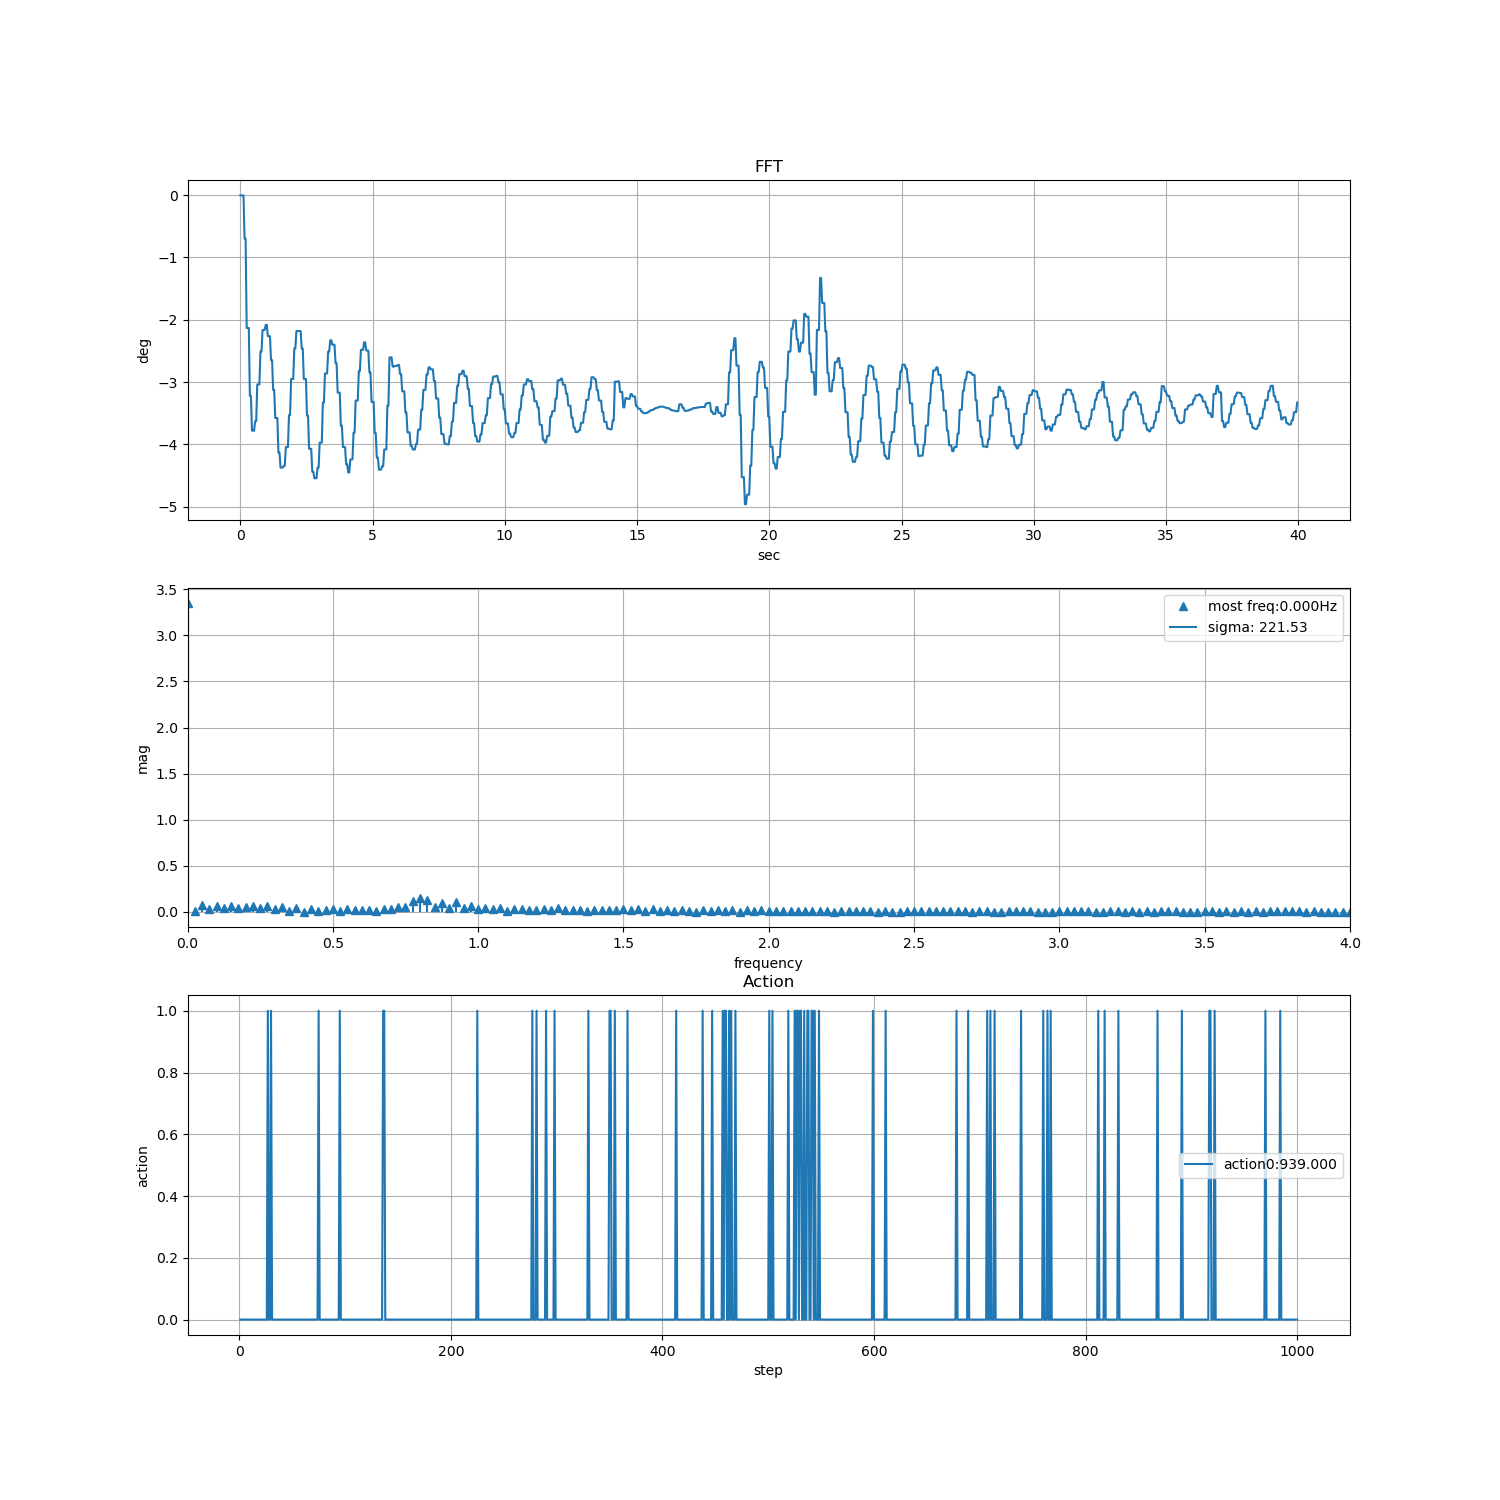 FFT
0
−1
−2
−3
−4
−5
deg
0 5 10 15 20 25 30 35 40
sec
3.5
3.0
2.5
2.0
1.5
1.0
0.5
0.0
mag
most freq:0.000Hz
sigma: 221.53
0.0 0.5 1.0 1.5 2.0 2.5 3.0 3.5 4.0
frequency
Action
1.0
0.8
0.6
0.4
0.2
0.0
action
action0:939.000
0 200 400 600 800 1000
step